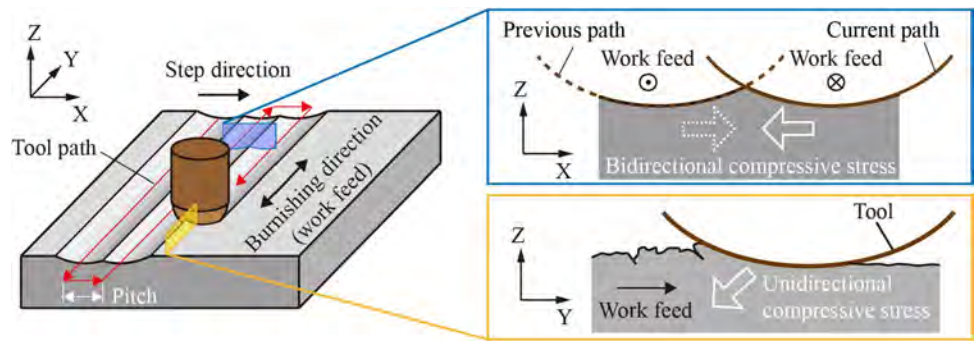 Z
Y
X
Step direction
Tool path
Burnishing direction
(work feed)
Pitch
Previous path
Current path
Work feed
Work feed
Z
X
Bidirectional compressive stress
Z
Y
Tool
Work feed
Unidirectional
compressive stress